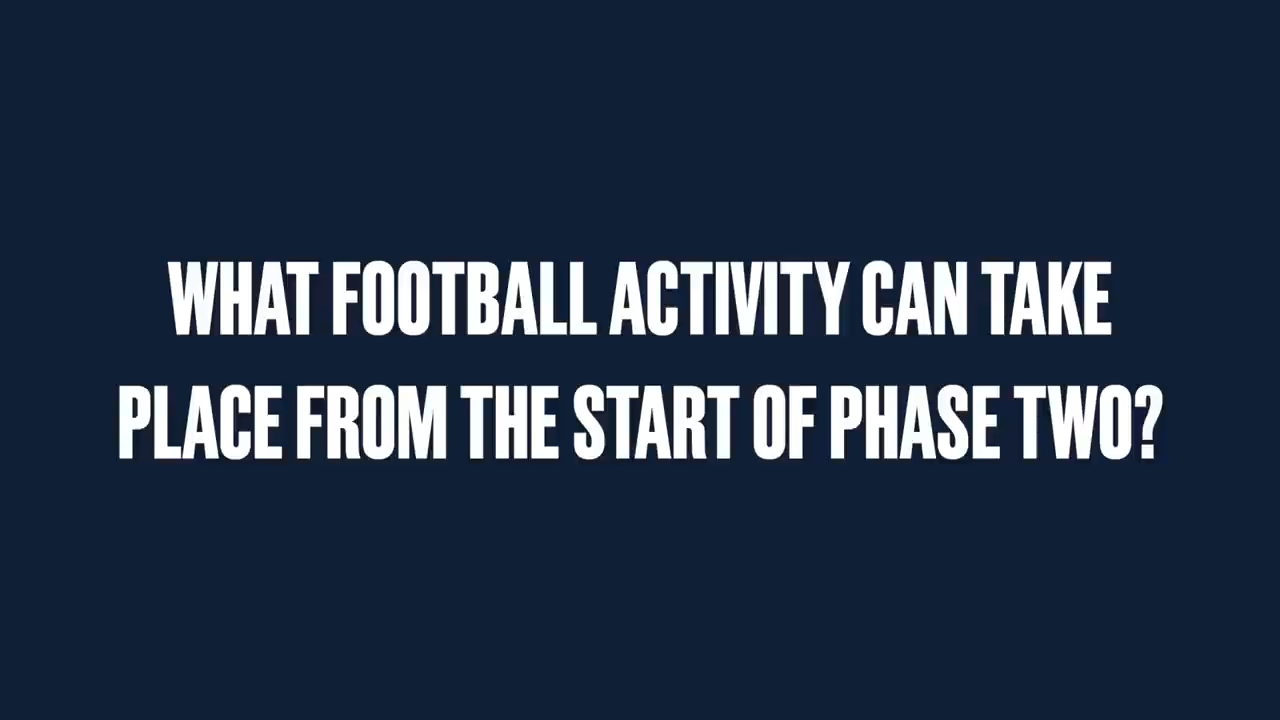 WHAT FOOTBALL ACTIVITY CAN TAKE
PLACE FROM THE START OF PHASE TWO?